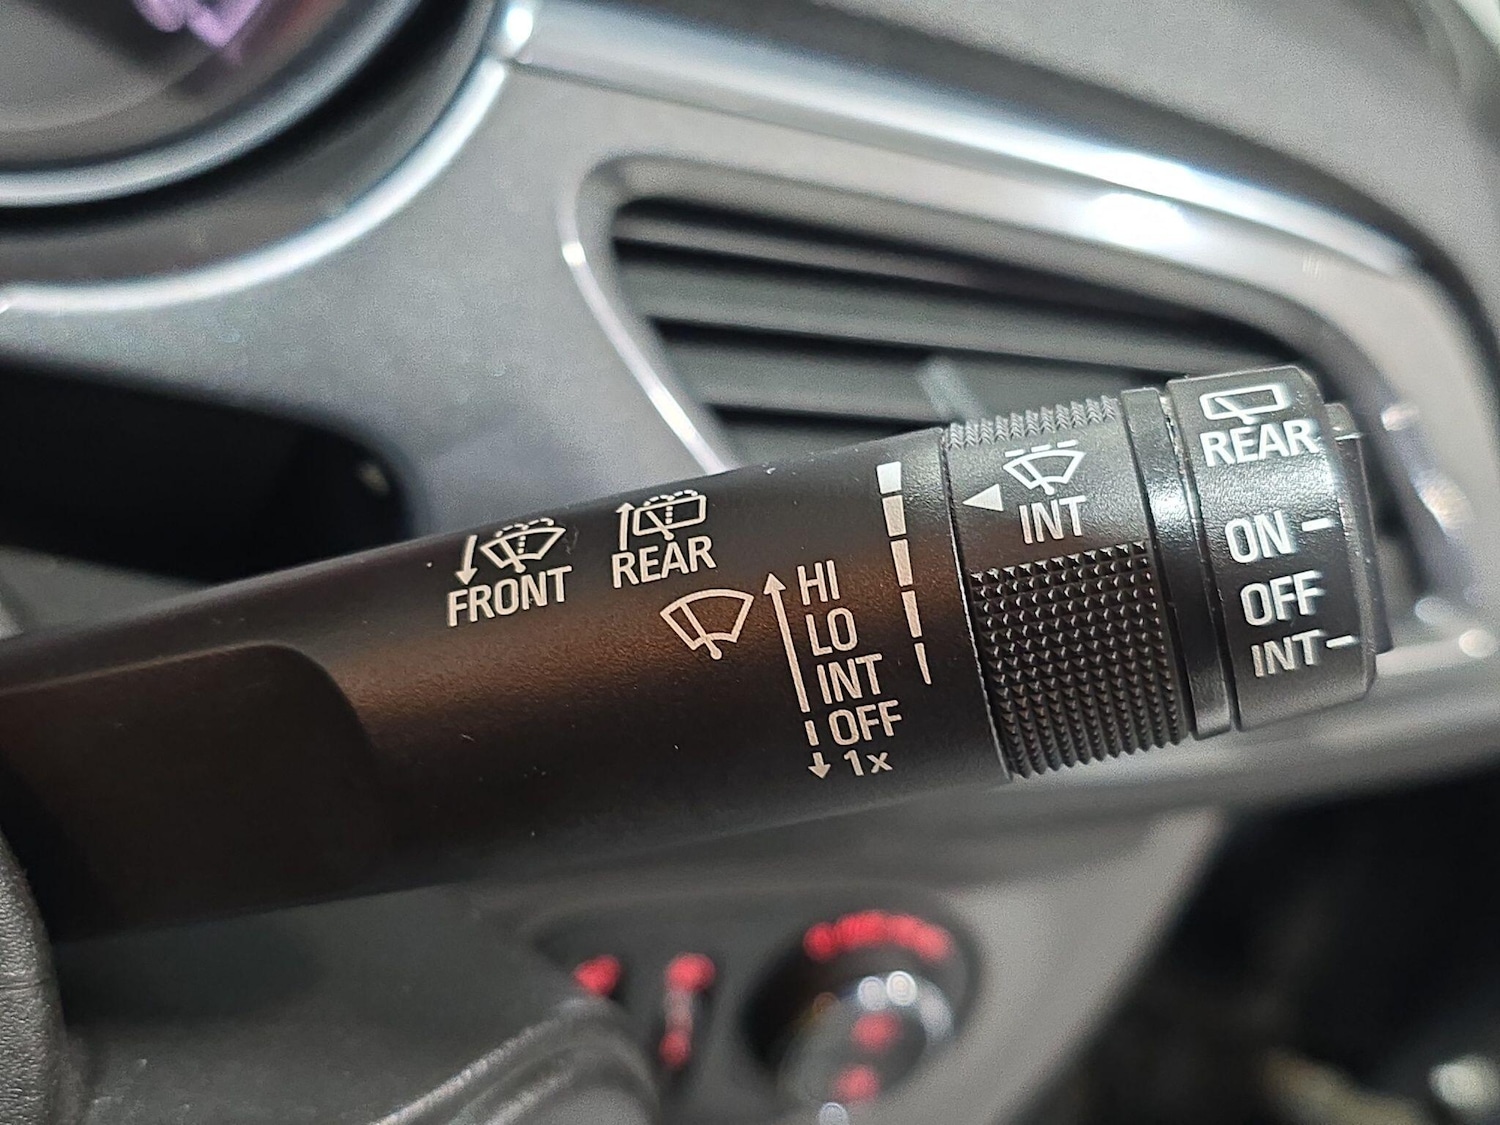 FRONT
REAR
HI
LO
INT
OFF
1x
INT
REAR
ON
OFF
INT